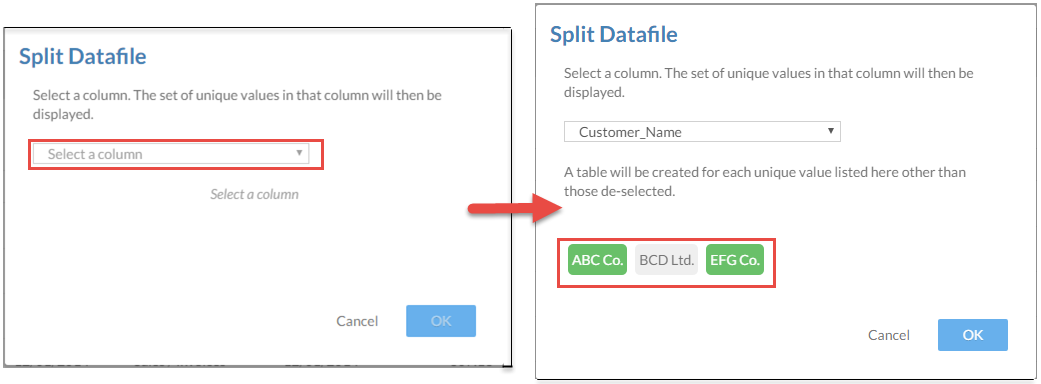 Split Datafile
Select a column. The set of unique values in that column will then be
displayed.
Select a column
Select a column
Cancel
OK
Split Datafile
Select a column. The set of unique values in that column will then be
displayed.
Customer_Name
A table will be created for each unique value listed here other than
those de-selected.
ABC Co. BCD Ltd. EFG Co.
Cancel
OK